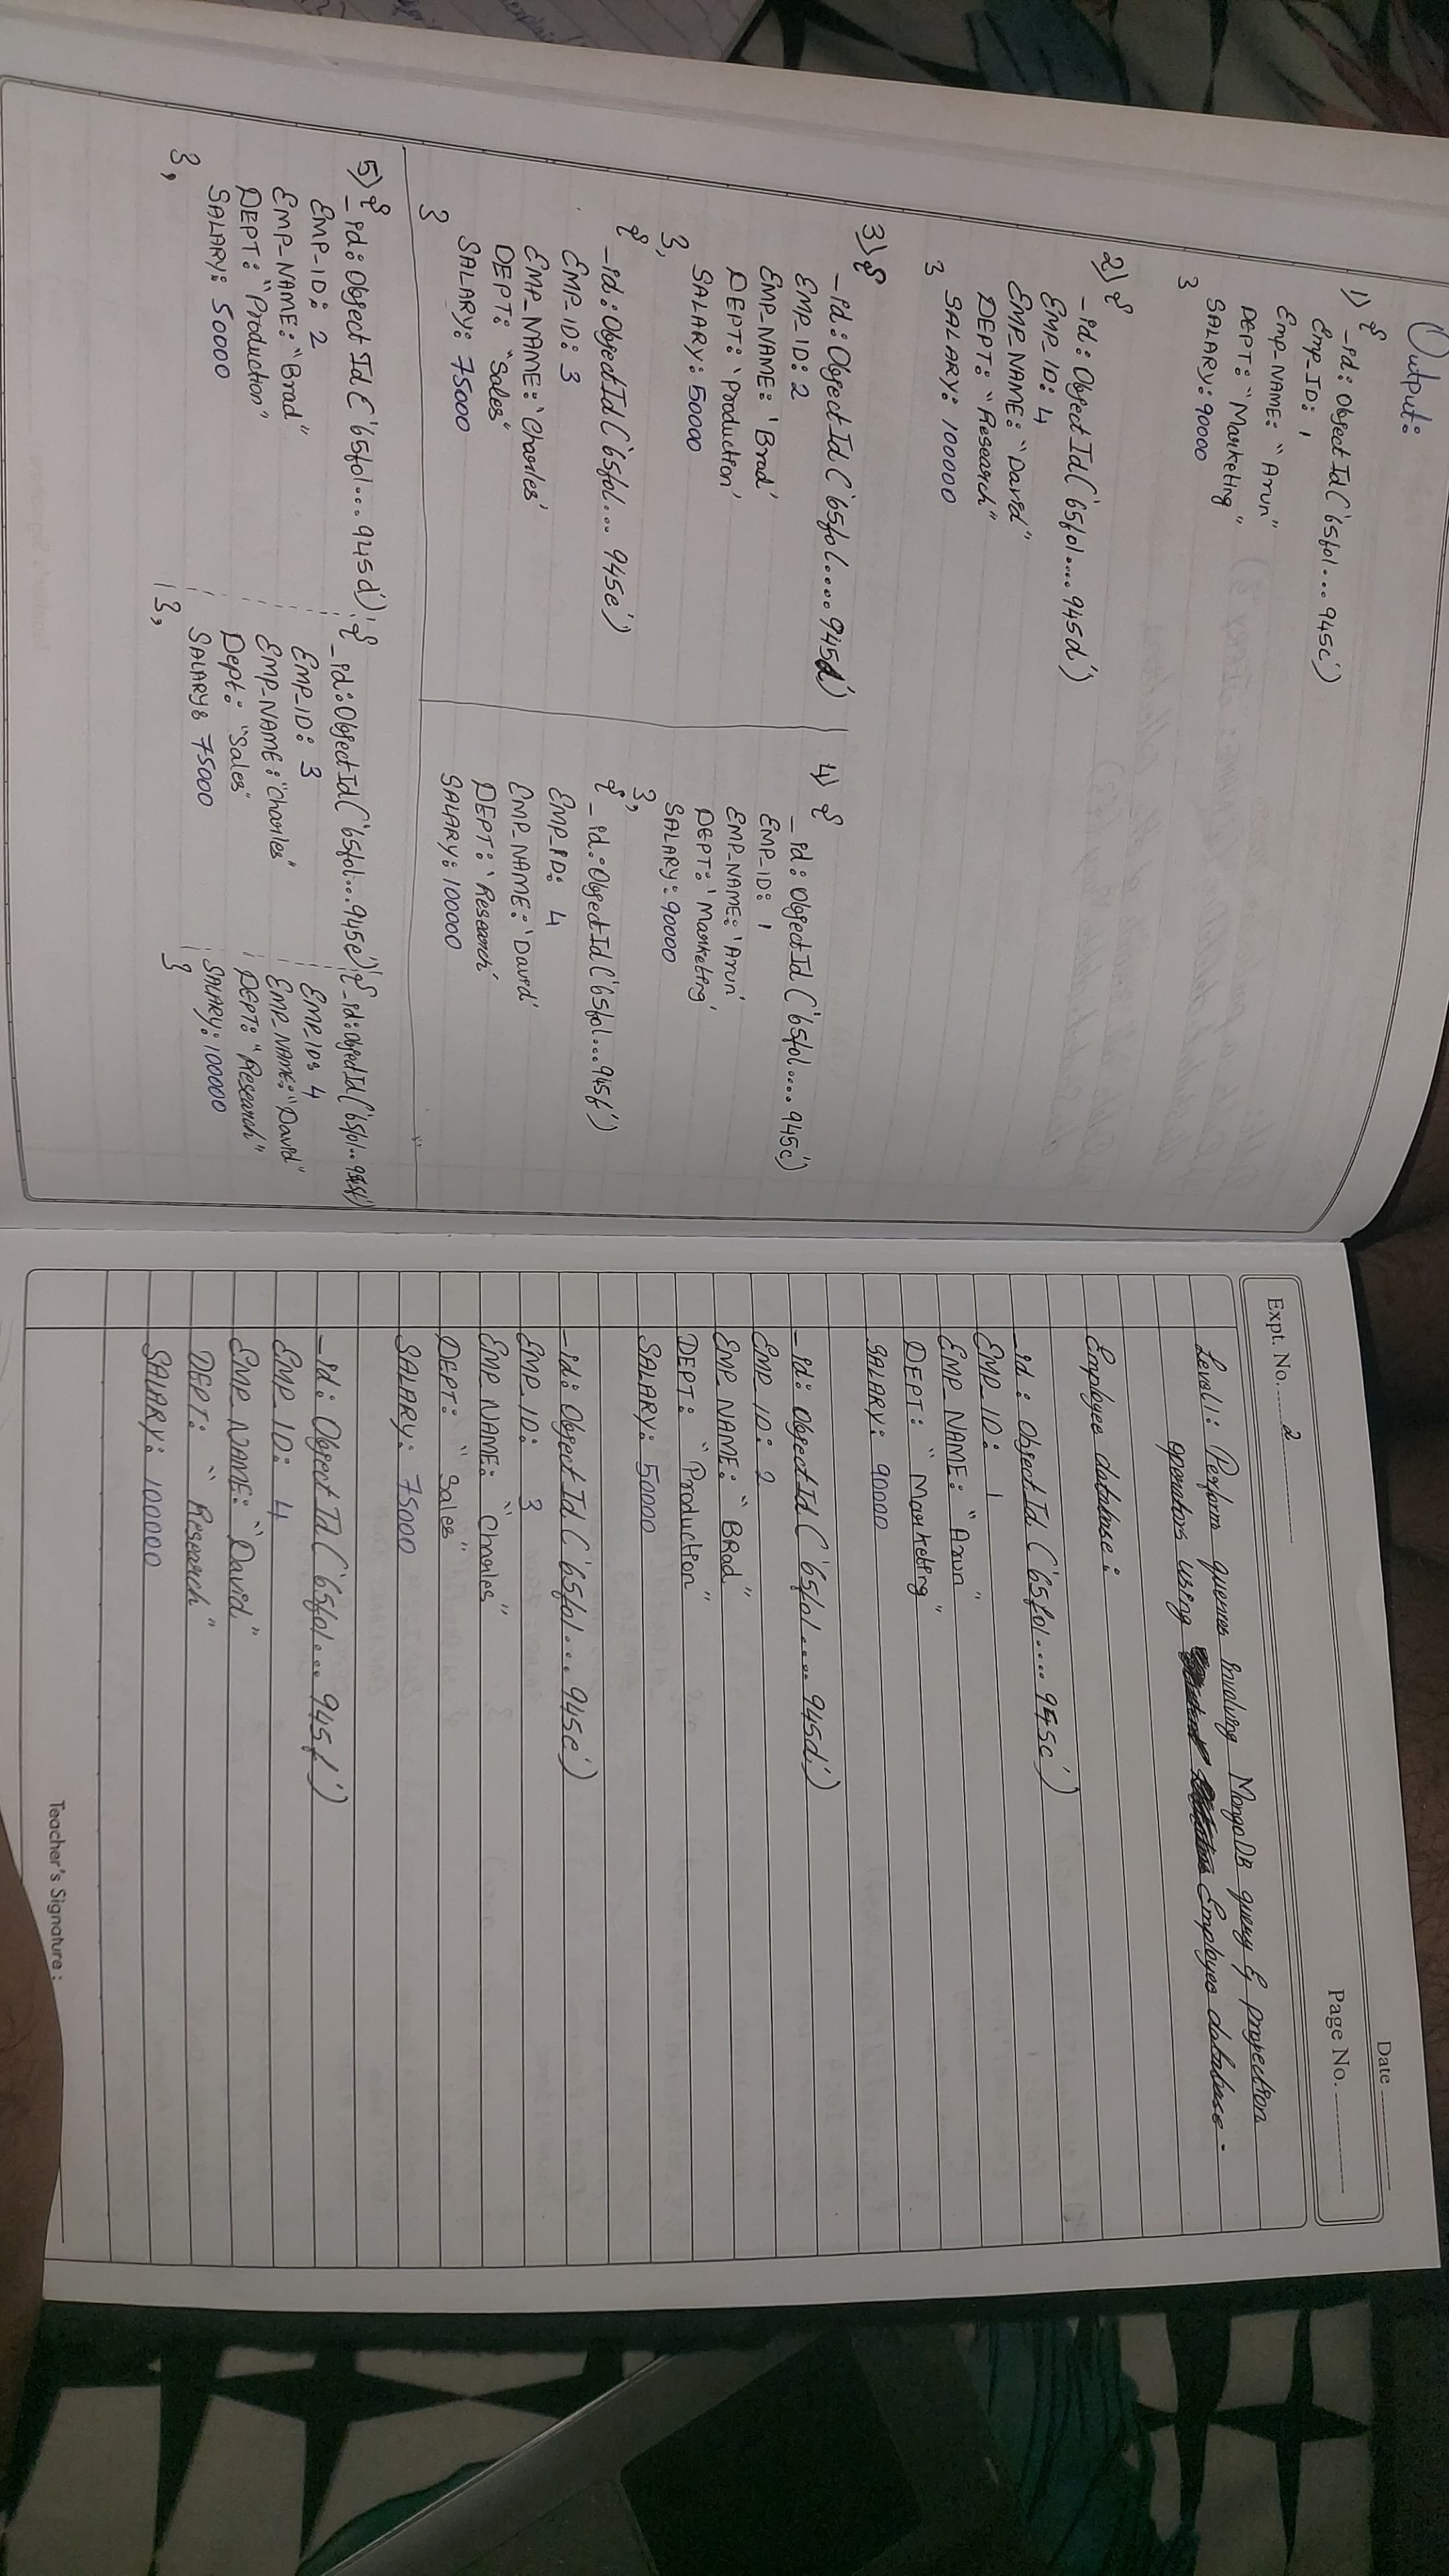 Output:
1) {
_id: ObjectId('65f01...945c')
Emp_ID: 1
Emp_NAME: "Arun"
DEPT: "Marketing"
SALARY: 90000
}
2) {
_id: ObjectId('65f01....945d')
EMP_ID: 4
EMP_NAME: "David"
DEPT: "Research"
SALARY: 100000
}
3) {
_id: ObjectId('65f01....945d')
EMP_ID: 2
EMP_NAME: 'Brad'
DEPT: 'Production'
SALARY: 50000
},
{
_id: ObjectId('65f01... 945e')
EMP_ID: 3
EMP_NAME: 'Charles'
DEPT: "Sales"
SALARY: 75000
}
4) {
_id: ObjectId('65f01.... 945c')
EMP_ID: 1
EMP_NAME: 'Arun'
DEPT: 'Marketing'
SALARY: 90000
},
{ _id: ObjectId('65f01...945f')
EMP_ID: 4
EMP_NAME: 'David'
DEPT: 'Research'
SALARY: 100000
5) {
_id: ObjectId('65f01... 945d')
EMP_ID: 2
EMP_NAME: "Brad"
DEPT: "Production"
SALARY: 50000
},
{
_id: ObjectId('65f01...945e')
EMP_ID: 3
EMP_NAME: "Charles"
Dept: "Sales"
SALARY: 75000
},
{ _id: ObjectId('65f01..945f')
EMP_ID: 4
EMP_NAME: "David"
DEPT: "Research"
SALARY: 100000
}
Date
Page No.
Expt. No. 2
Level 1: Perform queries involving MongoDB query & projection
operators using Employee database.
Employee database:
_id : ObjectId ('65f01.... 945c')
EMP_ID: 1
EMP_NAME: "Arun"
DEPT: "Marketing"
SALARY: 90000
_id: ObjectId ('65f01.... 945d')
EMP_ID: 2
EMP_NAME: "BRad"
DEPT: "Production"
SALARY: 50000
_id: ObjectId ('65f01... 945e')
EMP_ID: 3
EMP_NAME: "Charles"
DEPT: "Sales"
SALARY: 75000
_id: ObjectId ('65f01... 945f')
EMP_ID: 4
EMP_NAME: "David"
DEPT: "Research"
SALARY: 100000
Teacher's Signature :